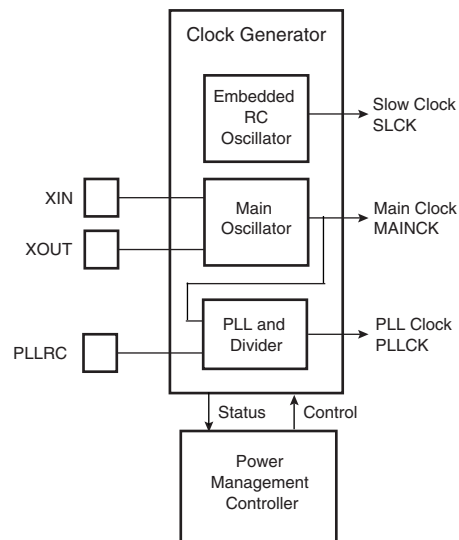 Clock Generator
Embedded
RC
Oscillator
Slow Clock
SLCK
XIN
Main
Oscillator
Main Clock
MAINCK
XOUT
PLL and
Divider
PLL Clock
PLLCK
PLLRC
Status
Control
Power
Management
Controller